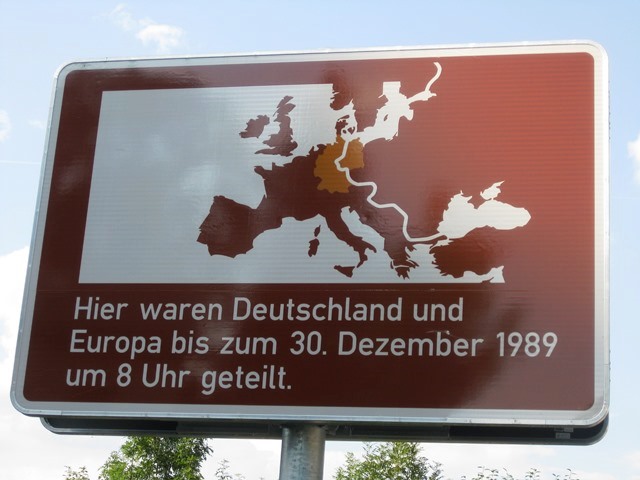 Hier waren Deutschland und
Europa bis zum 30. Dezember 1989
um 8 Uhr geteilt.